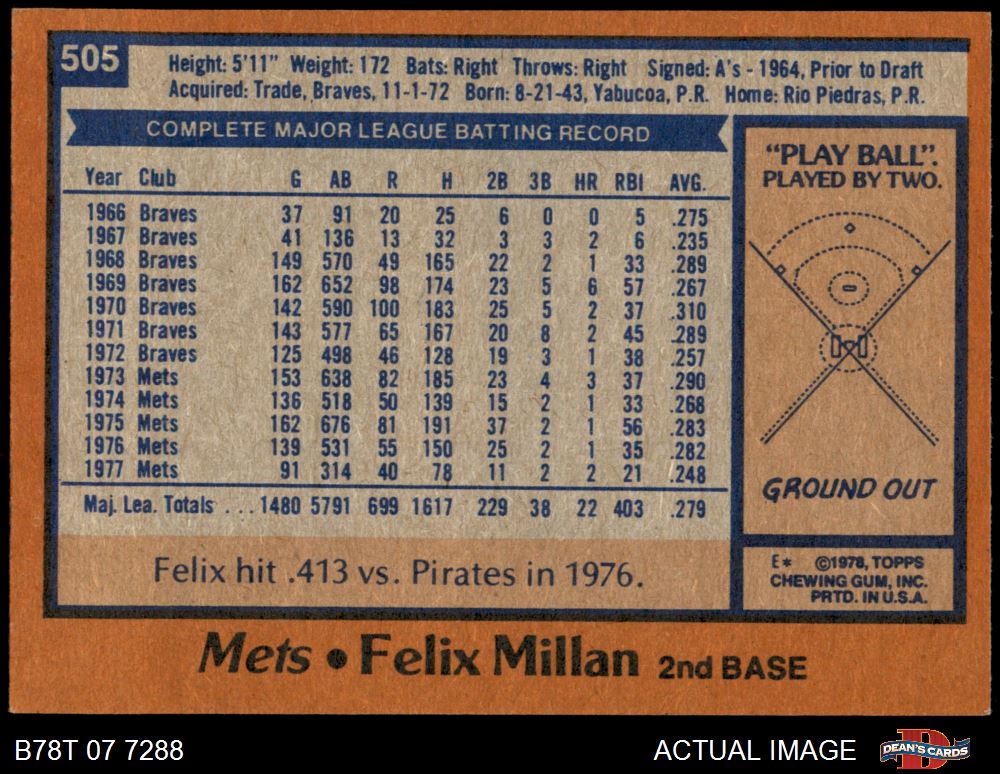 505
Height: 5'11" Weight: 172 Bats: Right Throws: Right Signed: A's - 1964, Prior to Draft
Acquired: Trade, Braves, 11-1-72 Born: 8-21-43, Yabucoa, P.R. Home: Rio Piedras, P.R.
COMPLETE MAJOR LEAGUE BATTING RECORD
Year Club G AB R H 2B 3B HR RBI AVG.
1966 Braves 37 91 20 25 6 0 0 5 .275
1967 Braves 41 136 13 32 3 3 2 6 .235
1968 Braves 149 570 49 165 22 2 1 33 .289
1969 Braves 162 652 98 174 23 5 6 57 .267
1970 Braves 142 590 100 183 25 5 2 37 .310
1971 Braves 143 577 65 167 20 8 2 45 .289
1972 Braves 125 498 46 128 19 3 1 38 .257
1973 Mets 153 638 82 185 23 4 3 37 .290
1974 Mets 136 518 50 139 15 2 1 33 .268
1975 Mets 162 676 81 191 37 2 1 56 .283
1976 Mets 139 531 55 150 25 2 1 35 .282
1977 Mets 91 314 40 78 11 2 2 21 .248
Maj. Lea. Totals . . . 1480 5791 699 1617 229 38 22 403 .279
Felix hit .413 vs. Pirates in 1976.
"PLAY BALL".
PLAYED BY TWO.
GROUND OUT
E* ©1978, TOPPS
CHEWING GUM, INC.
PRTD. IN U.S.A.
Mets • Felix Millan 2nd BASE
B78T 07 7288
ACTUAL IMAGE
DEAN'S CARDS